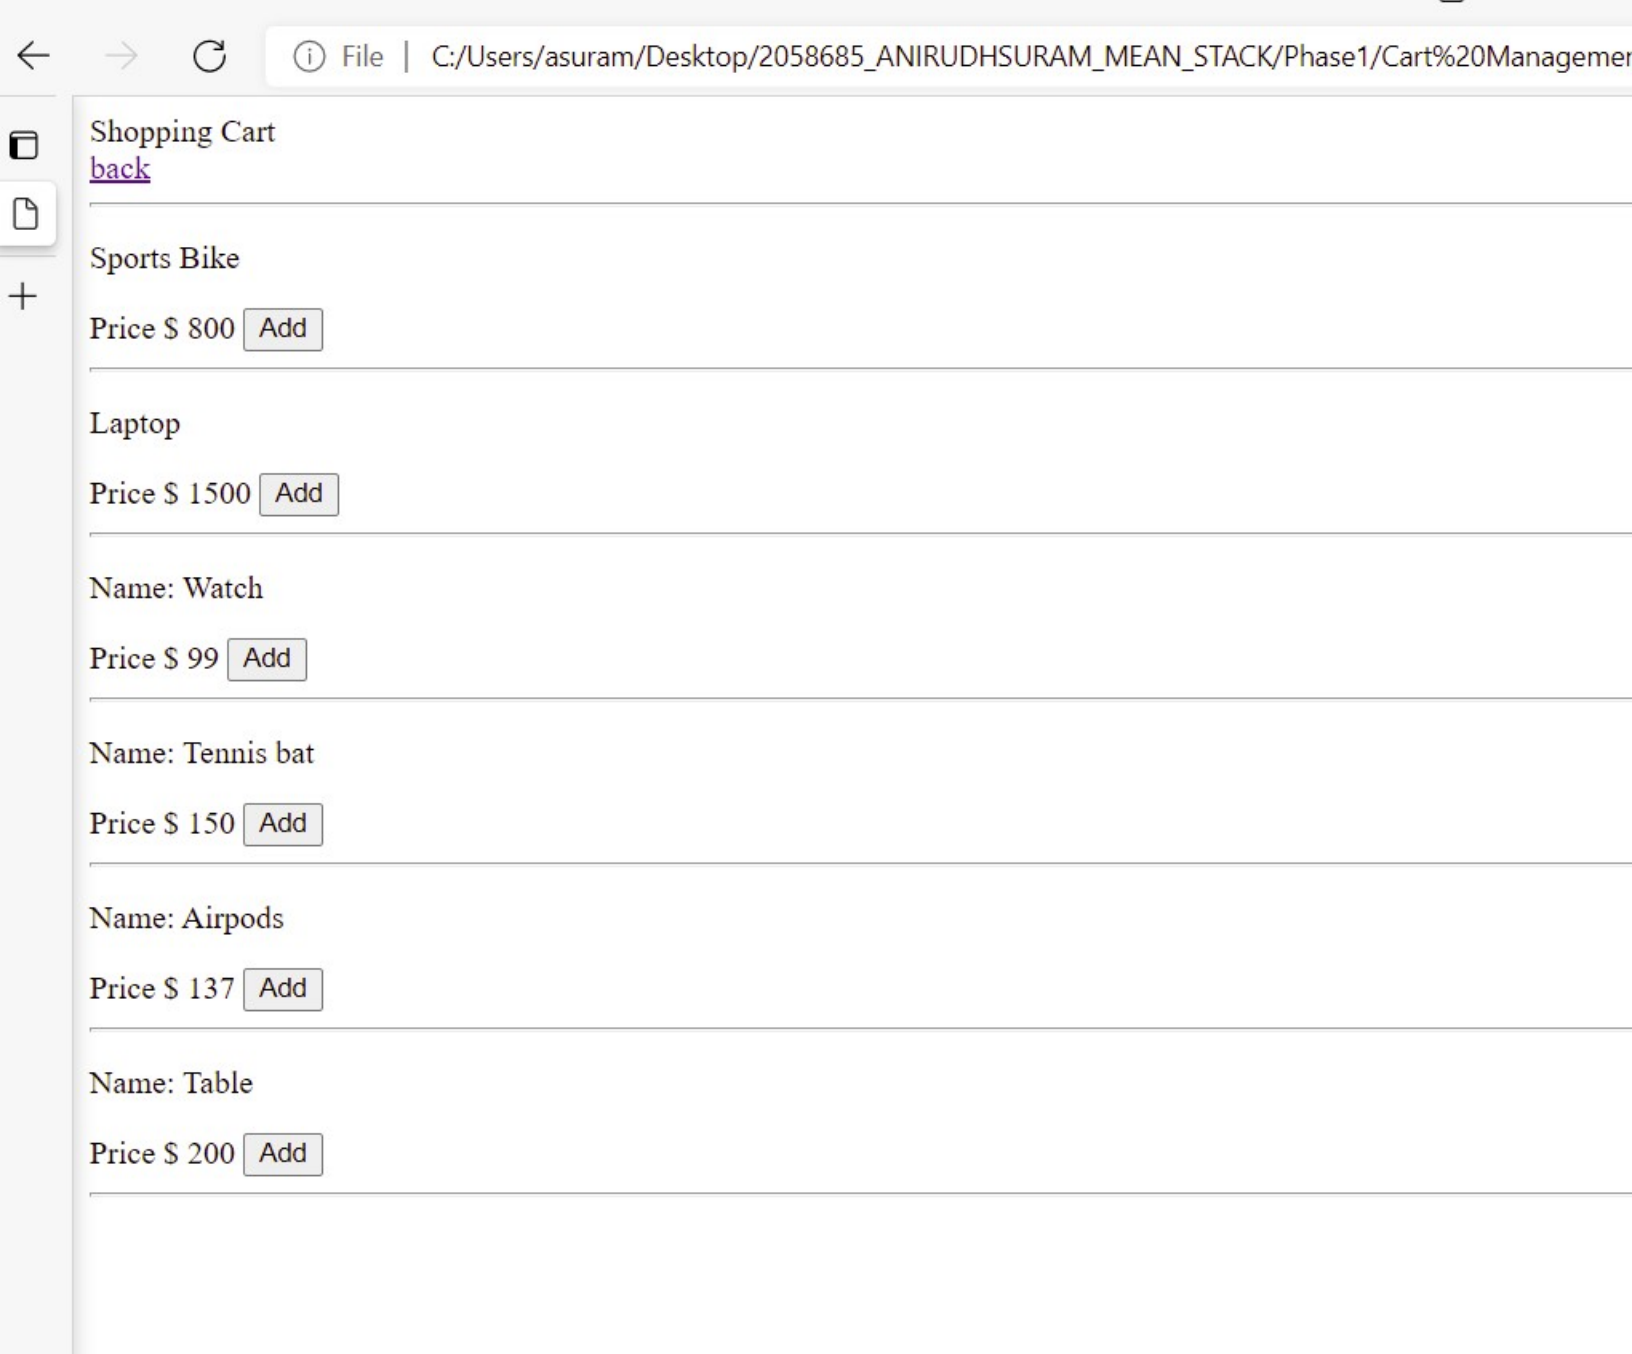 File | C:/Users/asuram/Desktop/2058685_ANIRUDHSURAM_MEAN_STACK/Phase1/Cart%20Managemen
Shopping Cart
back
Sports Bike
Price $ 800 Add
Laptop
Price $ 1500 Add
Name: Watch
Price $ 99 Add
Name: Tennis bat
Price $ 150 Add
Name: Airpods
Price $ 137 Add
Name: Table
Price $ 200 Add